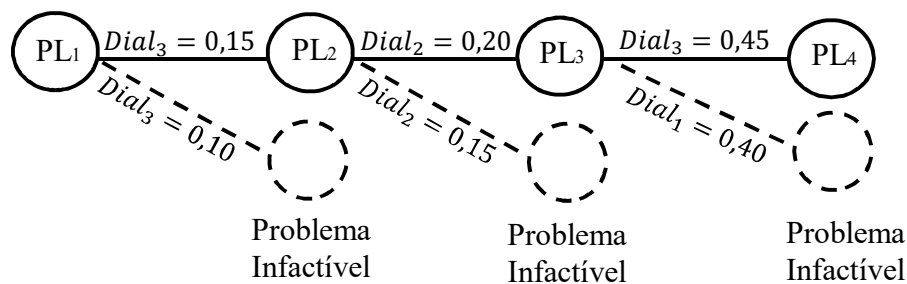 PL1 Dial3 = 0,15 PL2 Dial2 = 0,20 PL3 Dial3 = 0,45 PL4
Dial3 = 0,10
Dial2 = 0,15
Dial1 = 0,40
Problema
Infactível
Problema
Infactível
Problema
Infactível